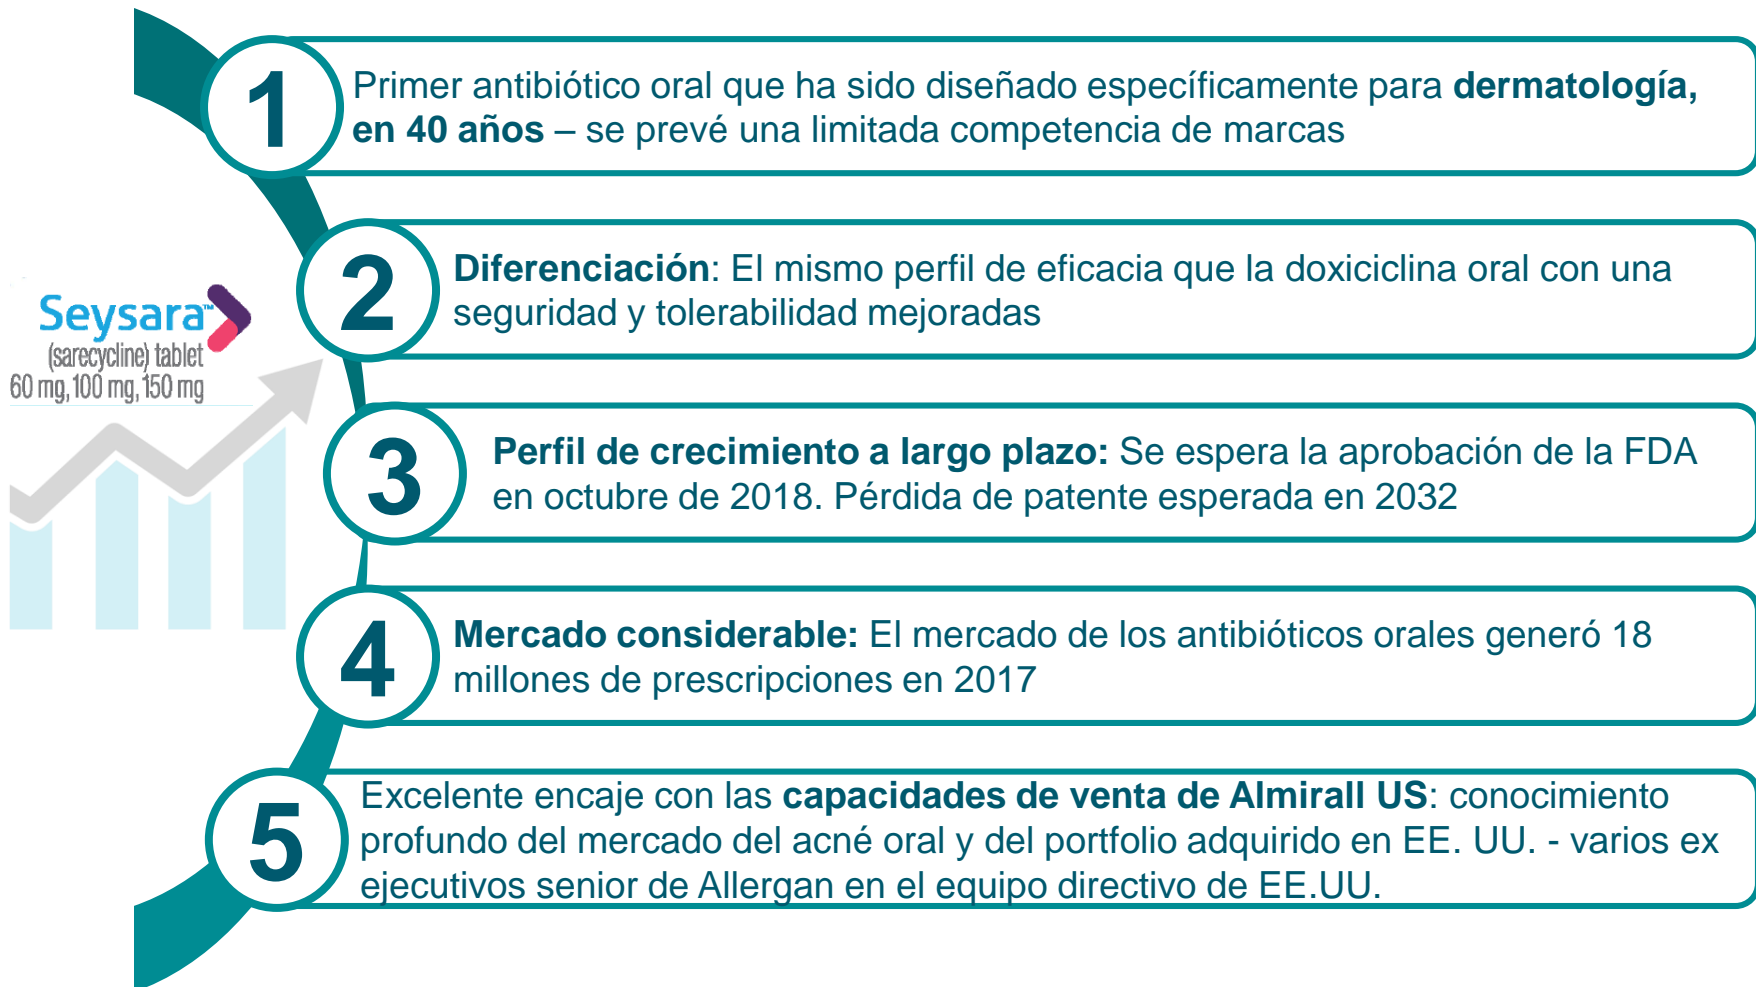 1
Primer antibiótico oral que ha sido diseñado específicamente para dermatología,
en 40 años – se prevé una limitada competencia de marcas
2
Diferenciación: El mismo perfil de eficacia que la doxiciclina oral con una
seguridad y tolerabilidad mejoradas
Seysara™
(sarecycline) tablet
60 mg, 100 mg, 150 mg
3
Perfil de crecimiento a largo plazo: Se espera la aprobación de la FDA
en octubre de 2018. Pérdida de patente esperada en 2032
4
Mercado considerable: El mercado de los antibióticos orales generó 18
millones de prescripciones en 2017
5
Excelente encaje con las capacidades de venta de Almirall US: conocimiento
profundo del mercado del acné oral y del portfolio adquirido en EE. UU. - varios ex
ejecutivos senior de Allergan en el equipo directivo de EE.UU.